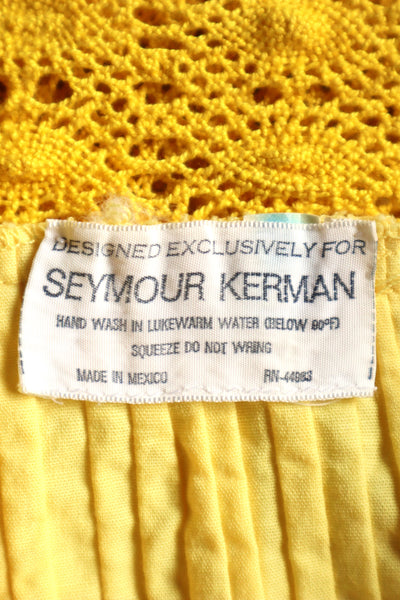 DESIGNED EXCLUSIVELY FOR
SEYMOUR KERMAN
HAND WASH IN LUKEWARM WATER (BELOW 90ºF)
SQUEEZE DO NOT WRING
MADE IN MEXICO RN-44983